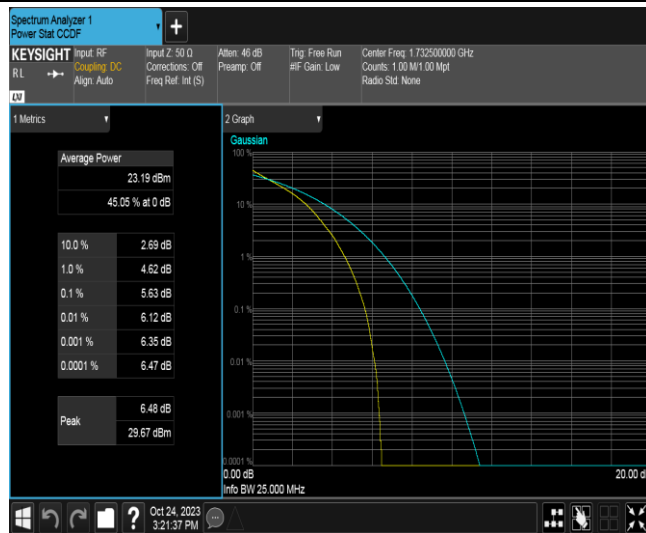 Spectrum Analyzer 1
Power Stat CCDF
+
KEYSIGHT
RL
Input: RF
Coupling: DC
Align: Auto
Input Z: 50 Ω
Corrections: Off
Freq Ref: Int (S)
Atten: 46 dB
Preamp: Off
Trig: Free Run
#IF Gain: Low
Center Freq: 1.732500000 GHz
Counts: 1.00 M/1.00 Mpt
Radio Std: None
LXI
1 Metrics
Average Power
23.19 dBm
45.05 % at 0 dB
10.0 % 2.69 dB
1.0 % 4.62 dB
0.1 % 5.63 dB
0.01 % 6.12 dB
0.001 % 6.35 dB
0.0001 % 6.47 dB
Peak
6.48 dB
29.67 dBm
2 Graph
Gaussian
100 %
10 %
1 %
0.1 %
0.01 %
0.001 %
0.0001 %
0.00 dB
20.00 d
Info BW 25.000 MHz
?
Oct 24, 2023
3:21:37 PM